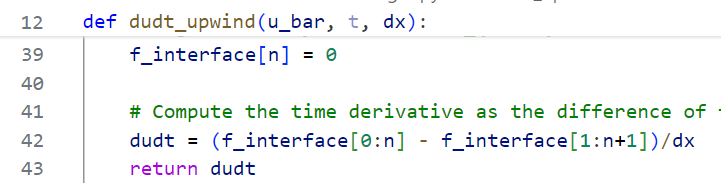 12 def dudt_upwind(u_bar, t, dx):
39 f_interface[n] = 0
40
41 # Compute the time derivative as the difference of
42 dudt = (f_interface[0:n] - f_interface[1:n+1])/dx
43 return dudt